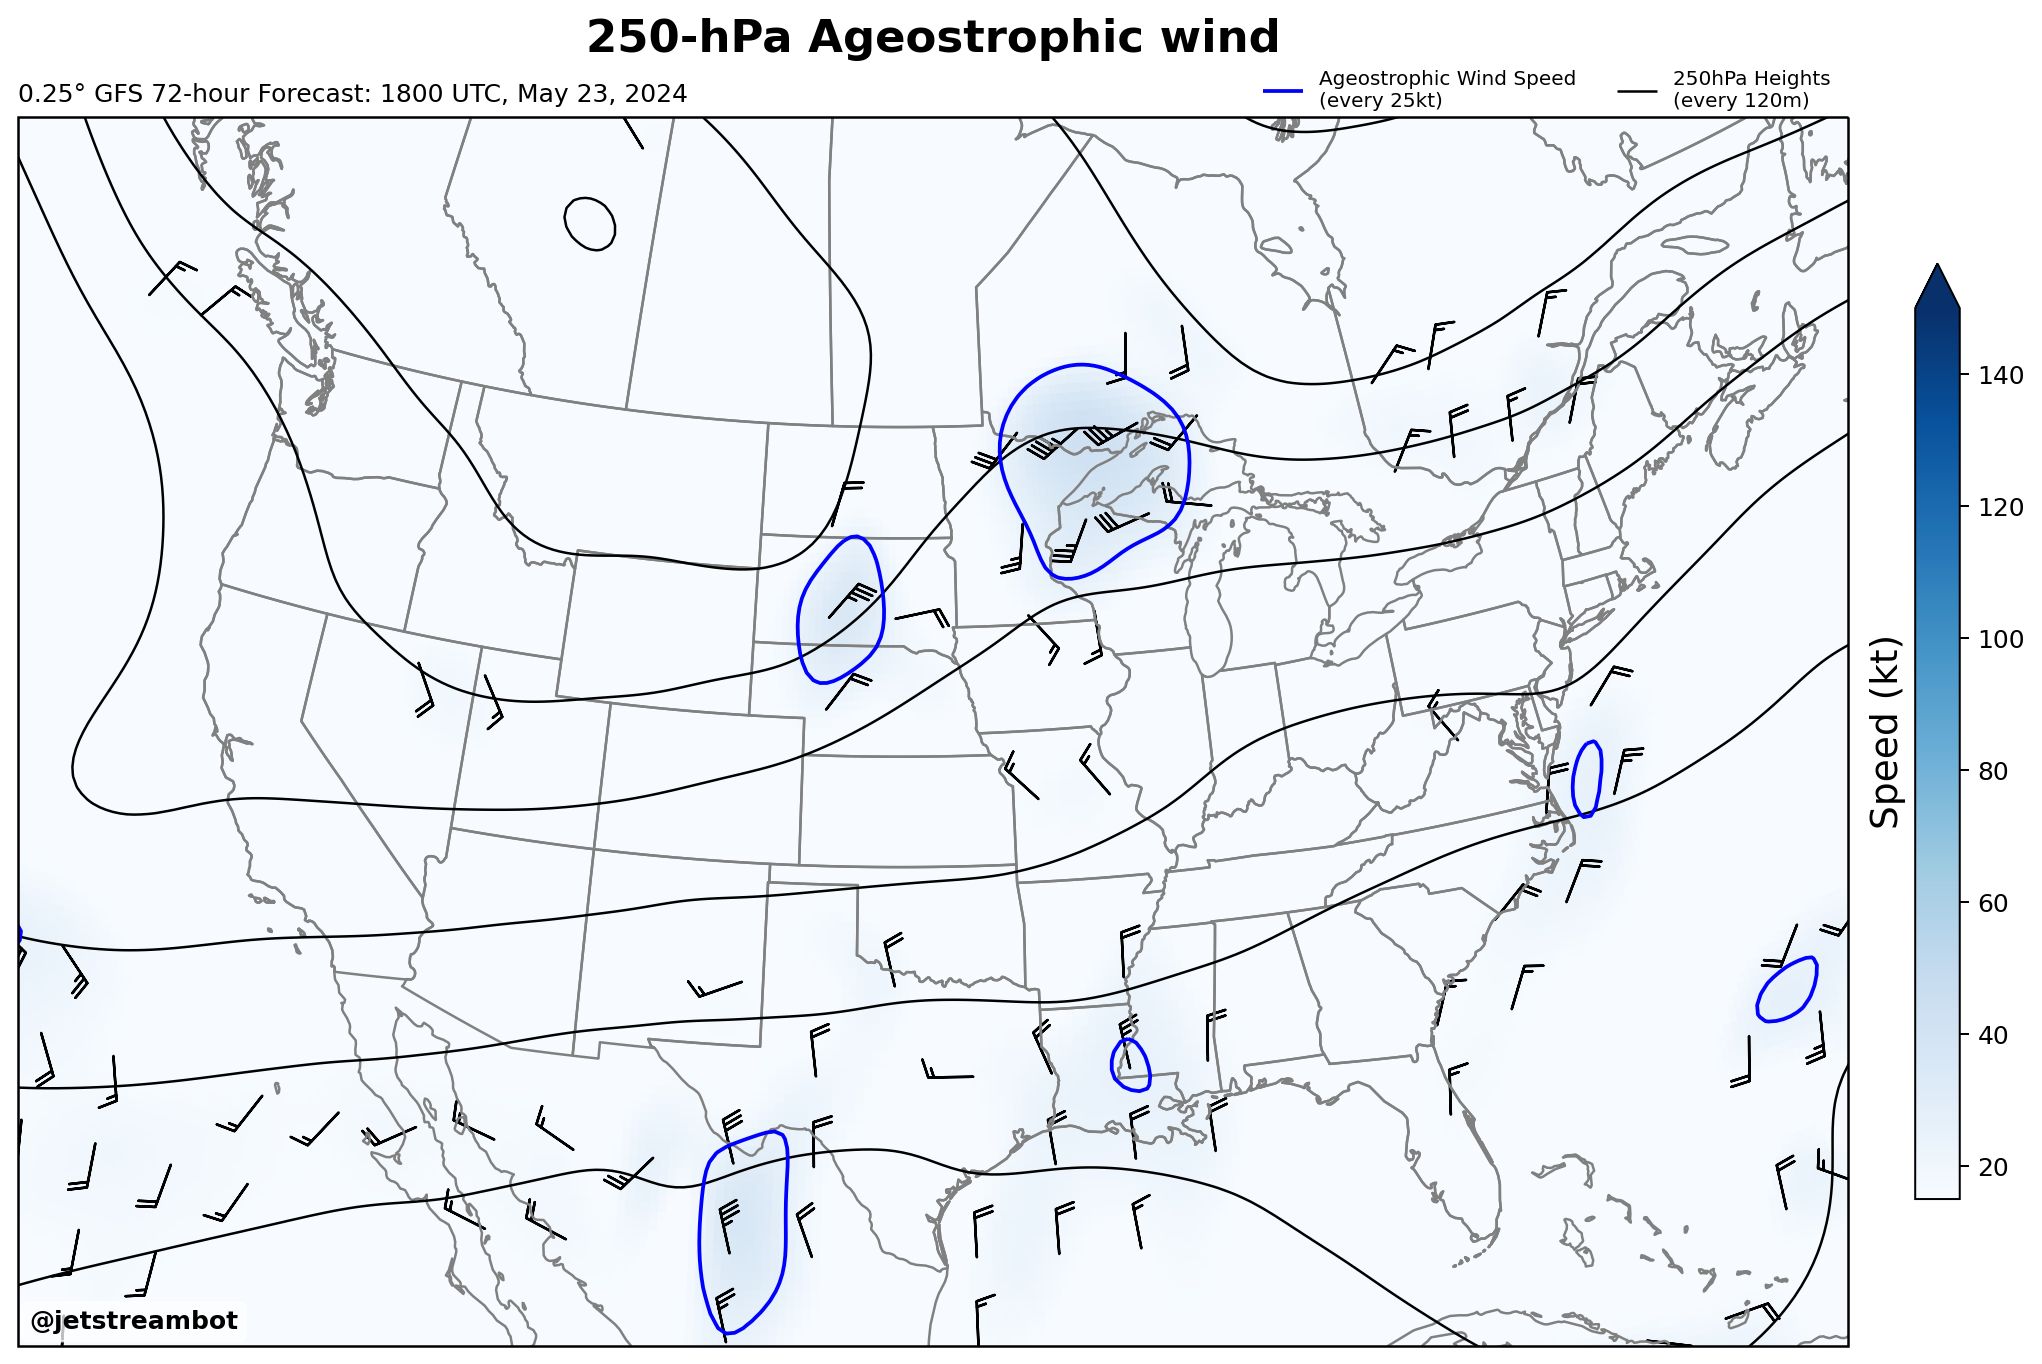 250-hPa Ageostrophic wind
0.25° GFS 72-hour Forecast: 1800 UTC, May 23, 2024
Ageostrophic Wind Speed
(every 25kt)
250hPa Heights
(every 120m)
140
120
100
80
60
40
20
Speed (kt)
@jetstreambot